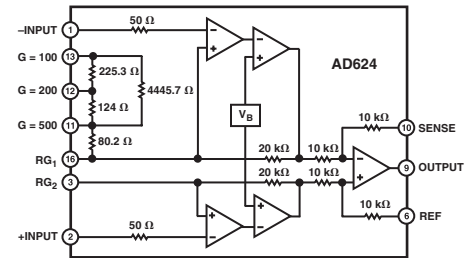 50 Ω
–INPUT 1
G = 100 13
225.3 Ω
AD624
G = 200 12
4445.7 Ω
124 Ω
VB
10 kΩ
G = 500 11
10 SENSE
80.2 Ω
20 kΩ 10 kΩ
RG1 16
9 OUTPUT
20 kΩ 10 kΩ
RG2 3
10 kΩ
50 Ω
6 REF
+INPUT 2